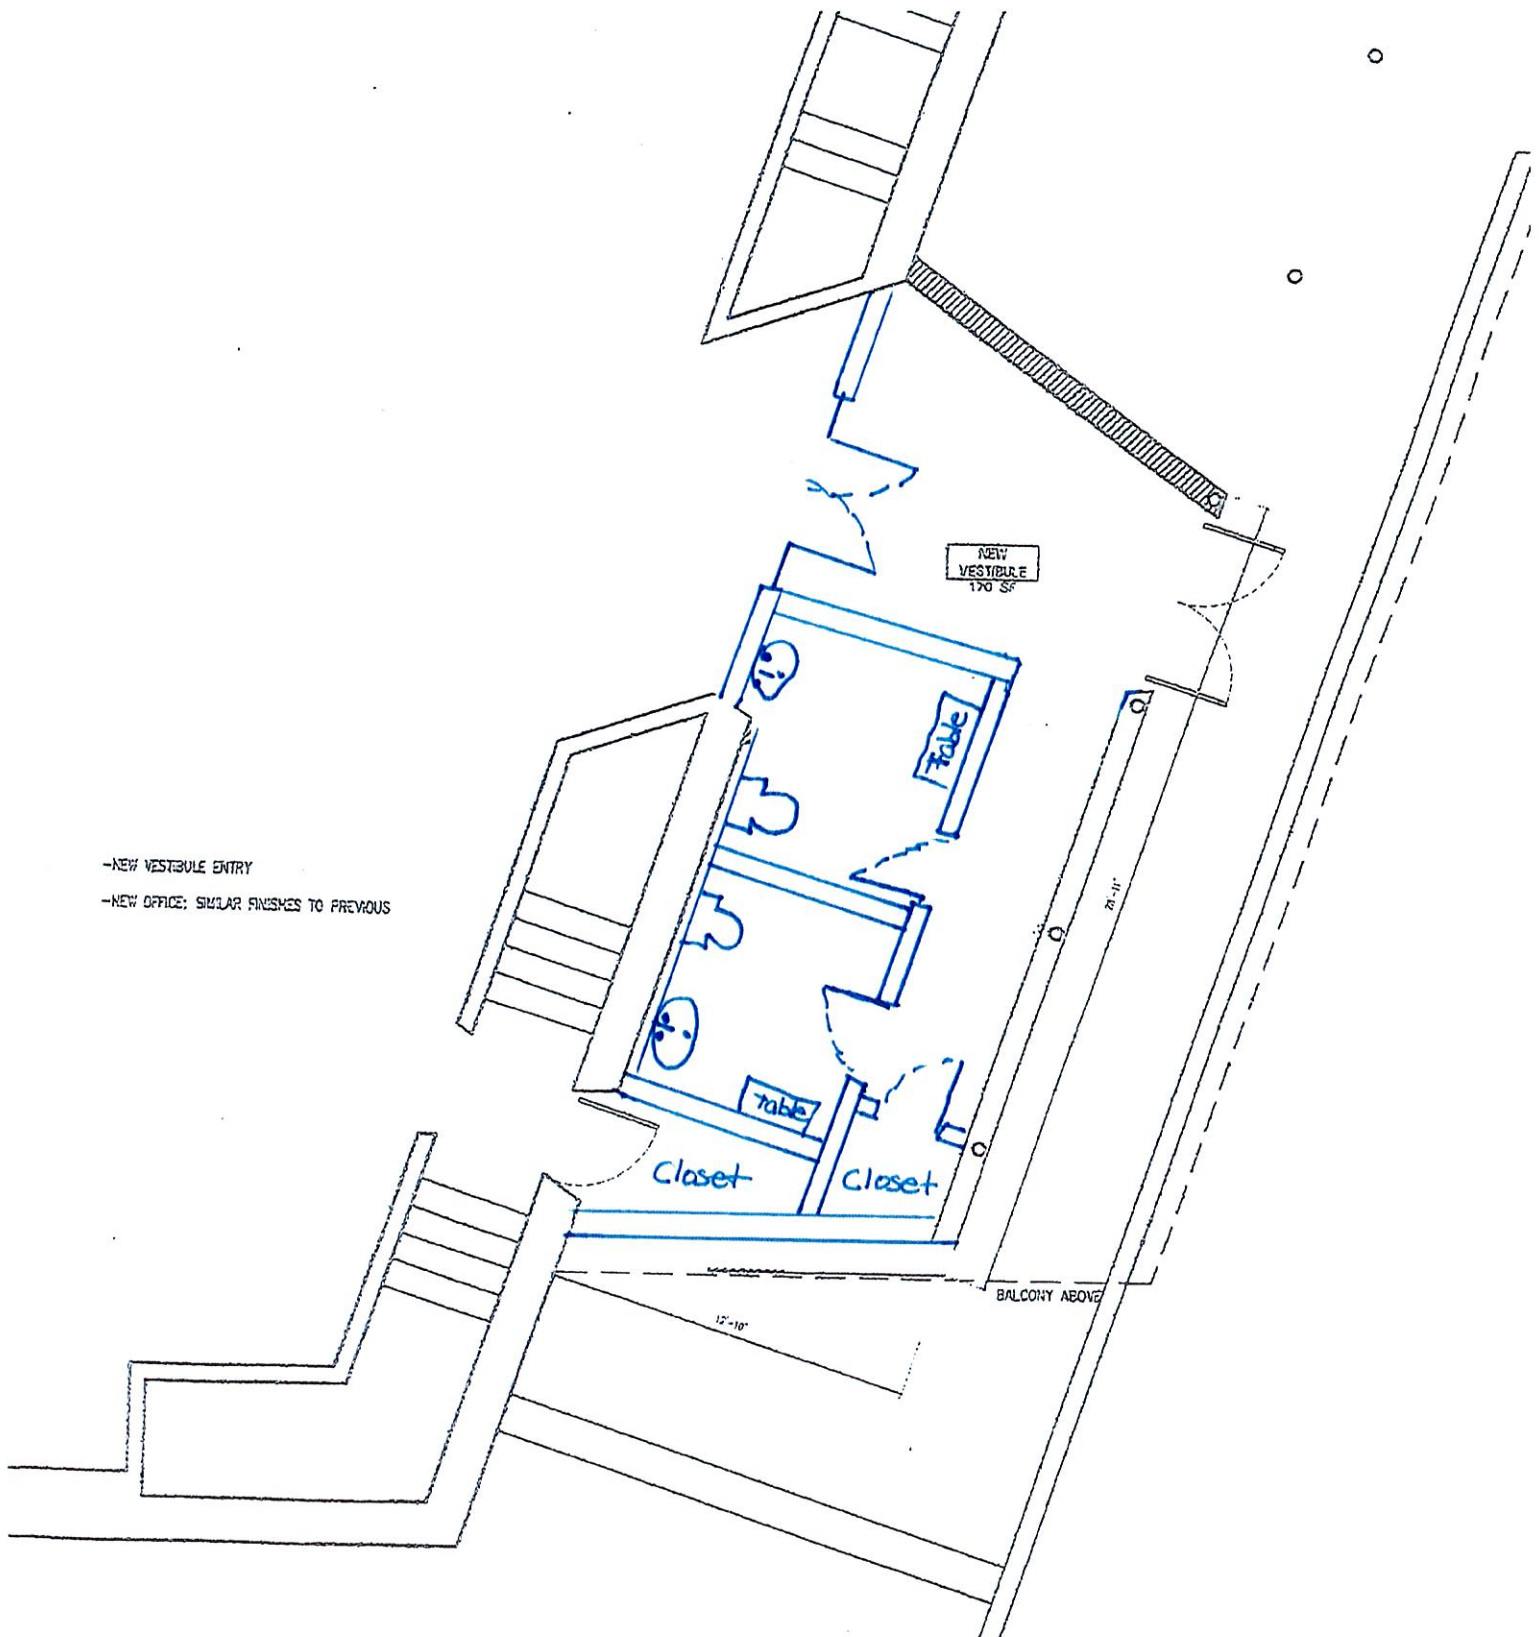 NEW
VESTIBULE
170 SF
Table
-NEW VESTIBULE ENTRY
-NEW OFFICE; SIMILAR FINISHES TO PREVIOUS
Table
Closet
Closet
BALCONY ABOVE
12'-10"